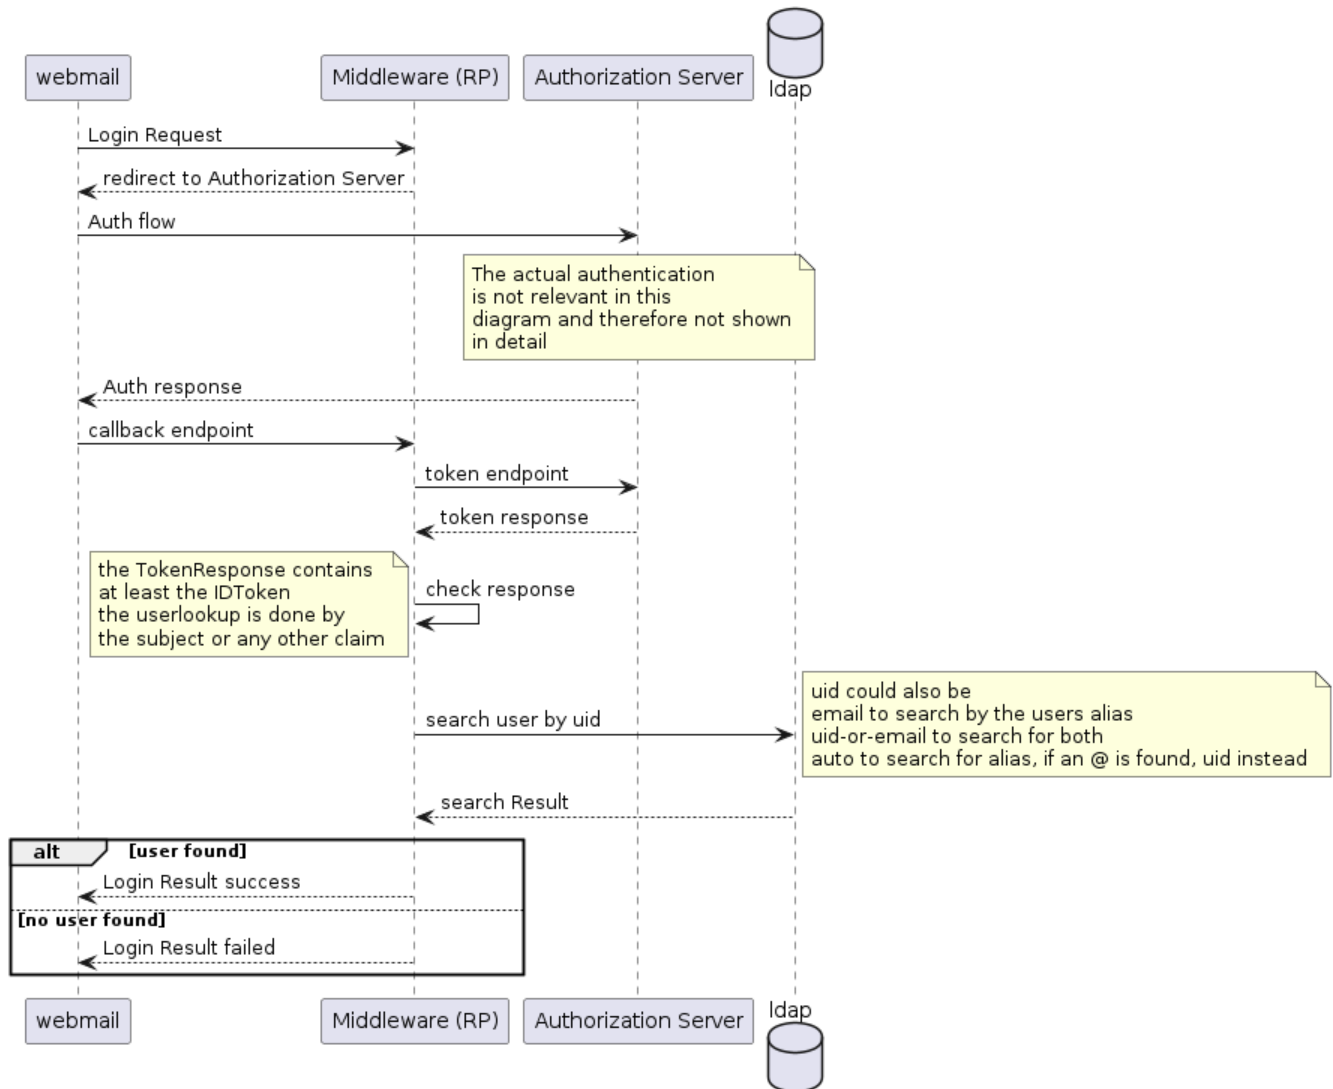 webmail
Middleware (RP)
Authorization Server
ldap
Login Request
redirect to Authorization Server
Auth flow
The actual authentication
is not relevant in this
diagram and therefore not shown
in detail
Auth response
callback endpoint
token endpoint
token response
the TokenResponse contains
at least the IDToken
the userlookup is done by
the subject or any other claim
check response
uid could also be
email to search by the users alias
uid-or-email to search for both
auto to search for alias, if an @ is found, uid instead
search user by uid
search Result
alt [user found]
Login Result success
[no user found]
Login Result failed
webmail
Middleware (RP)
Authorization Server
ldap